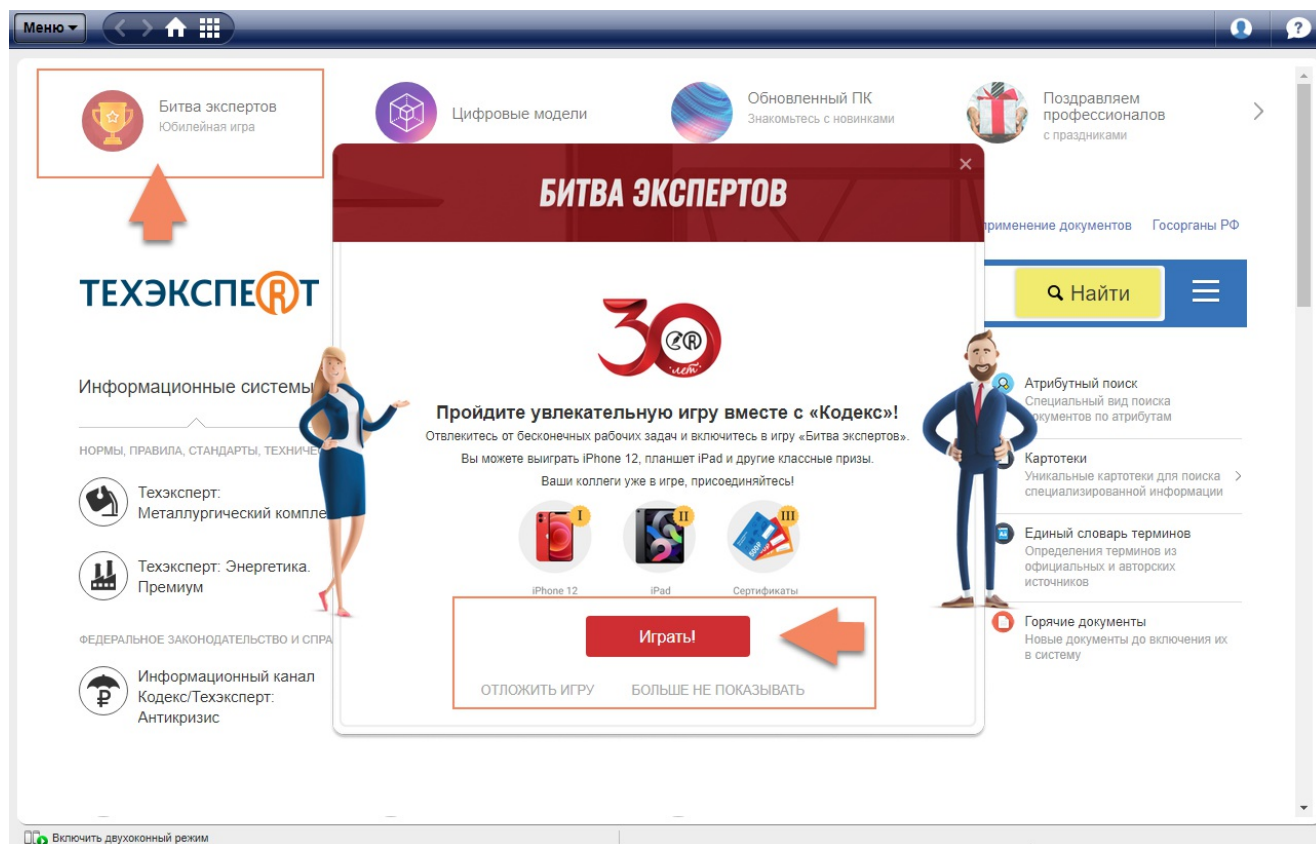 Меню
Битва экспертов
Юбилейная игра
Цифровые модели
Обновленный ПК
Знакомьтесь с новинками
Поздравляем
профессионалов
с праздниками
БИТВА ЭКСПЕРТОВ
применение документов Госорганы РФ
ТЕХЭКСПЕ®Т
Найти
30
лет
Информационные системы
НОРМЫ, ПРАВИЛА, СТАНДАРТЫ, ТЕХНИЧЕ
Техэксперт:
Металлургический компле
Техэксперт: Энергетика.
Премиум
ФЕДЕРАЛЬНОЕ ЗАКОНОДАТЕЛЬСТВО И СПРА
Информационный канал
Кодекс/Техэксперт:
Антикризис
Пройдите увлекательную игру вместе с «Кодекс»!
Отвлекитесь от бесконечных рабочих задач и включитесь в игру «Битва экспертов».
Вы можете выиграть iPhone 12, планшет iPad и другие классные призы.
Ваши коллеги уже в игре, присоединяйтесь!
I
II
III
iPhone 12
iPad
Сертификаты
Играть!
ОТЛОЖИТЬ ИГРУ
БОЛЬШЕ НЕ ПОКАЗЫВАТЬ
Атрибутный поиск
Специальный вид поиска
документов по атрибутам
Картотеки
Уникальные картотеки для поиска
специализированной информации
Единый словарь терминов
Определения терминов из
официальных и авторских
источников
Горячие документы
Новые документы до включения их
в систему
Включить двухоконный режим